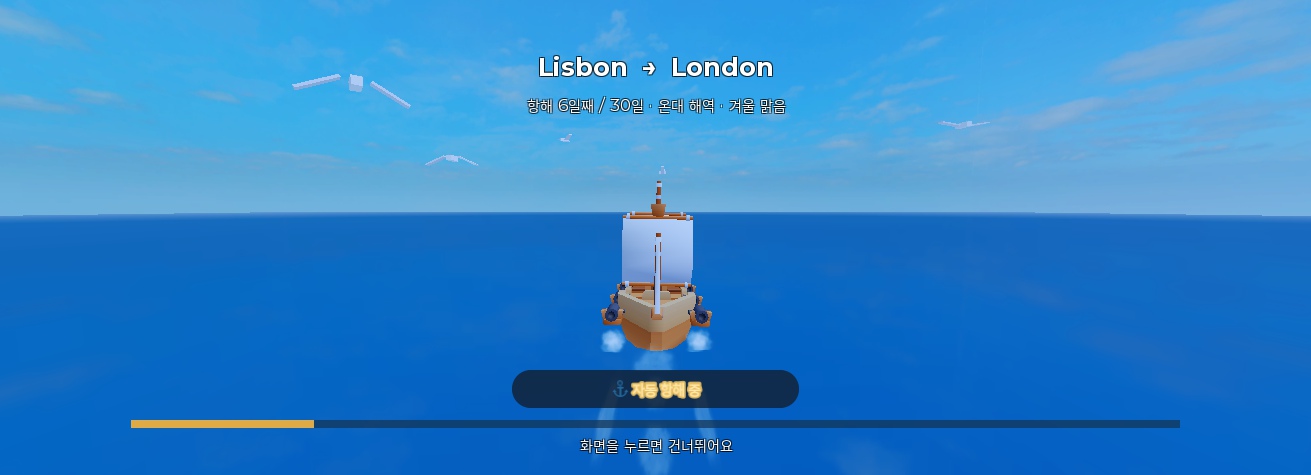 Lisbon → London
항해 6일째 / 30일 · 온대 해역 · 겨울 맑음
⚓ 자동 항해 중
화면을 누르면 건너뛰어요